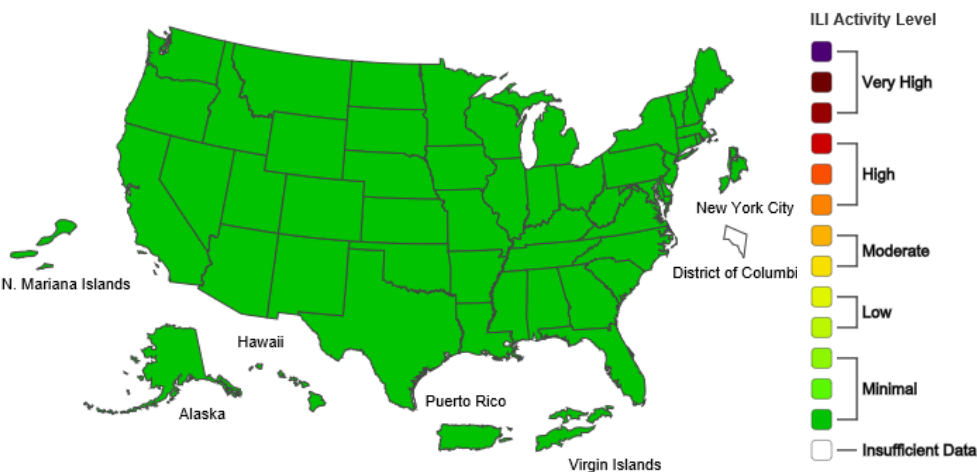 ILI Activity Level
Very High
High
New York City
Moderate
District of Columbi
N. Mariana Islands
Low
Hawaii
Minimal
Puerto Rico
Alaska
Insufficient Data
Virgin Islands